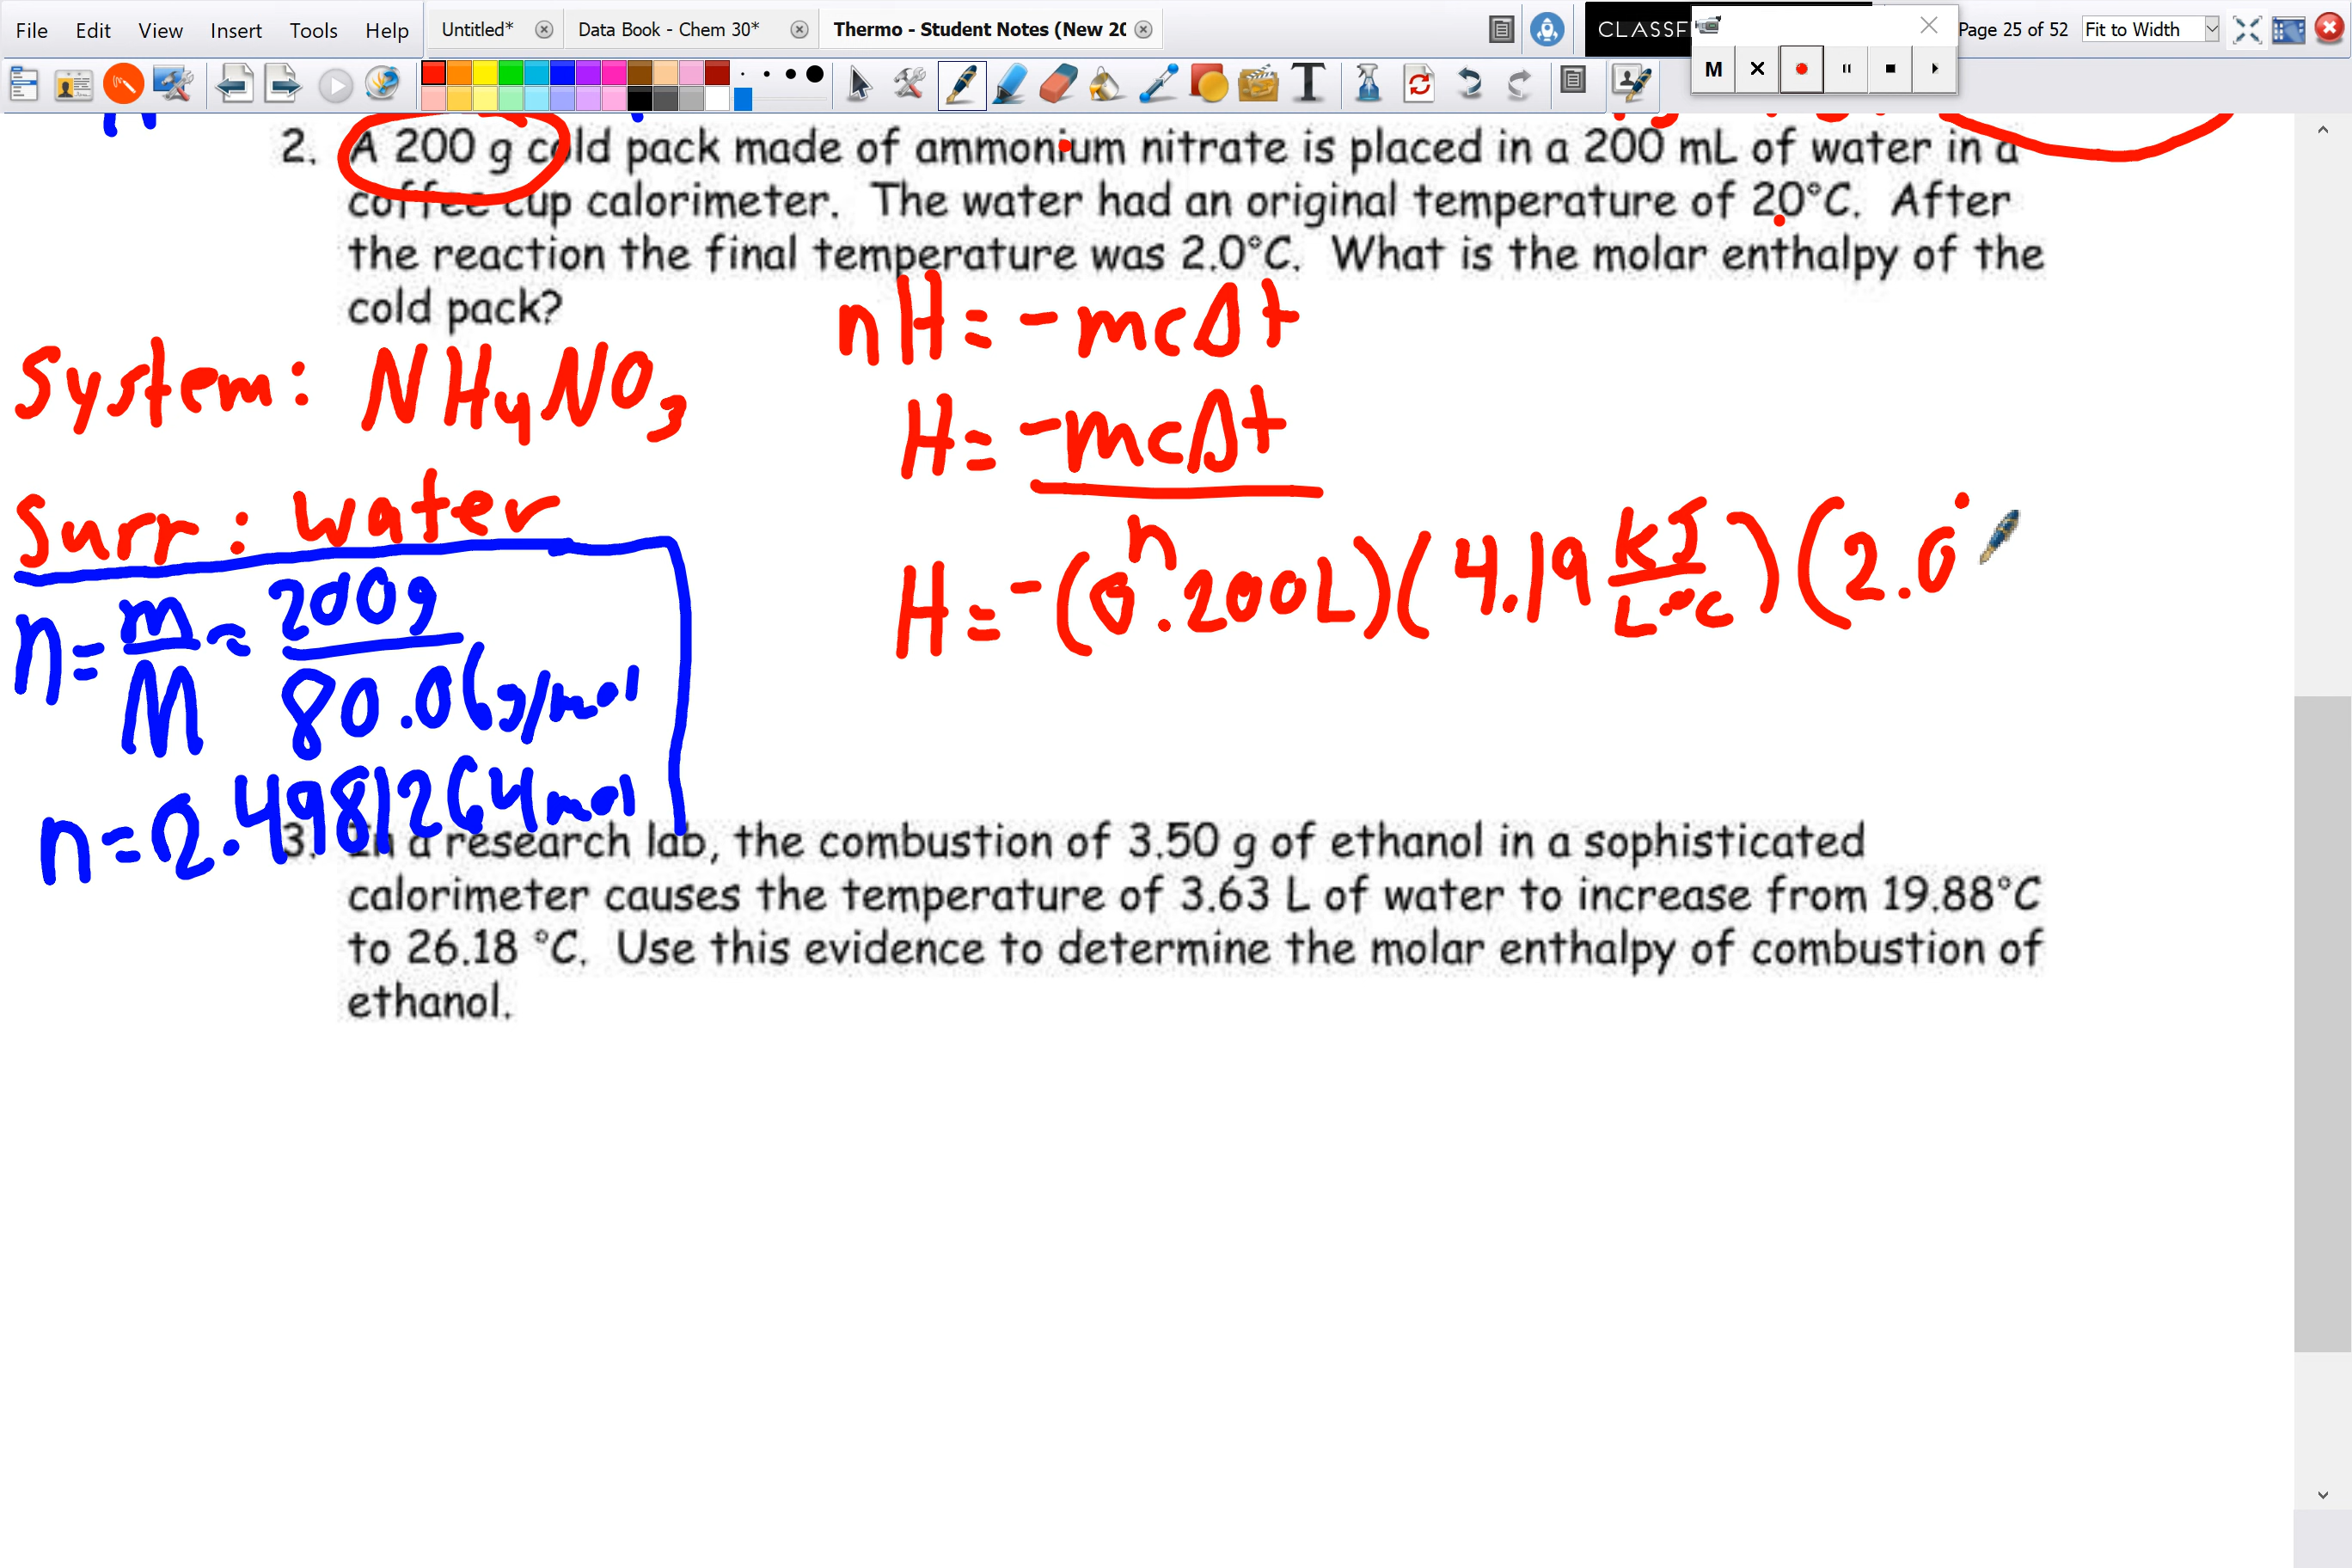 File Edit View Insert Tools Help Untitled* Data Book - Chem 30* Thermo - Student Notes (New 20 CLASSF Page 25 of 52 Fit to Width
T M
2. A 200 g cold pack made of ammonium nitrate is placed in a 200 mL of water in a
coffee cup calorimeter. The water had an original temperature of 20°C. After
the reaction the final temperature was 2.0°C. What is the molar enthalpy of the
cold pack?
nH = -mcΔt
System: NH4NO3
H = -mcΔt
n
Surr: water
H = -(0.200L)(4.19 kJ/L·°C)(2.0°
n = m/M = 200g/80.06g/mol
n = 2.4981264mol
3. In a research lab, the combustion of 3.50 g of ethanol in a sophisticated
calorimeter causes the temperature of 3.63 L of water to increase from 19.88°C
to 26.18 °C. Use this evidence to determine the molar enthalpy of combustion of
ethanol.